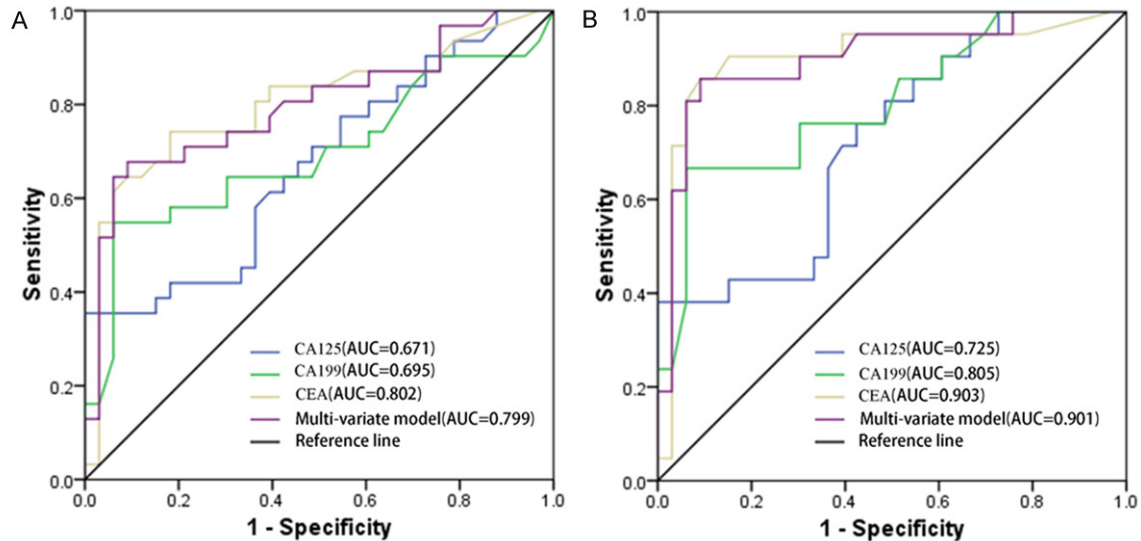 A
Sensitivity
1.0
0.8
0.6
0.4
0.2
0.0
CA125(AUC=0.671)
CA199(AUC=0.695)
CEA(AUC=0.802)
Multi-variate model(AUC=0.799)
Reference line
0.0 0.2 0.4 0.6 0.8 1.0
1 - Specificity
B
Sensitivity
1.0
0.8
0.6
0.4
0.2
0.0
CA125(AUC=0.725)
CA199(AUC=0.805)
CEA(AUC=0.903)
Multi-variate model(AUC=0.901)
Reference line
0.0 0.2 0.4 0.6 0.8 1.0
1 - Specificity